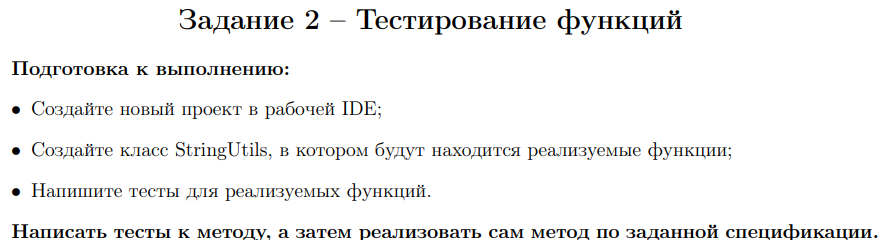 Задание 2 – Тестирование функций
Подготовка к выполнению:
• Создайте новый проект в рабочей IDE;
• Создайте класс StringUtils, в котором будут находится реализуемые функции;
• Напишите тесты для реализуемых функций.
Написать тесты к методу, а затем реализовать сам метод по заданной спецификации.